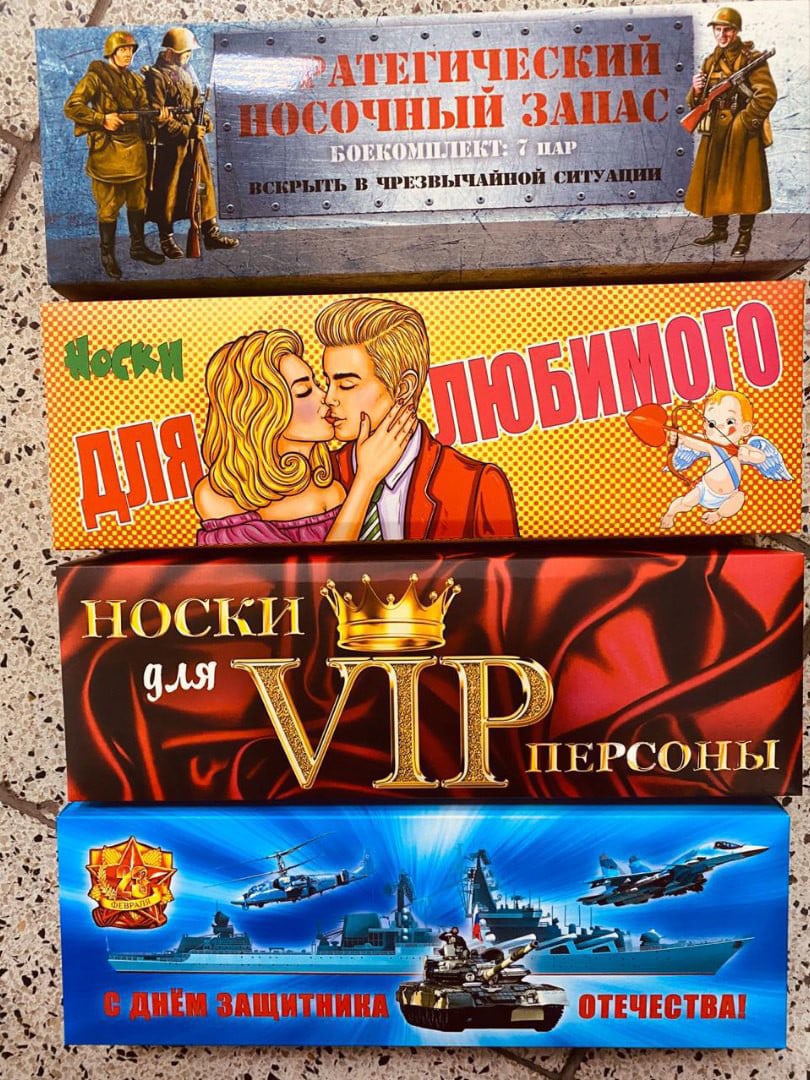 РАТЕГИЧЕСКИЙ
НОСОЧНЫЙ ЗАПАС
БОЕКОМПЛЕКТ: 7 ПАР
ВСКРЫТЬ В ЧРЕЗВЫЧАЙНОЙ СИТУАЦИИ
Носки
ДЛЯ ЛЮБИМОГО
НОСКИ
для VIP
ПЕРСОНЫ
23
ФЕВРАЛЯ
С ДНЁМ ЗАЩИТНИКА ОТЕЧЕСТВА!